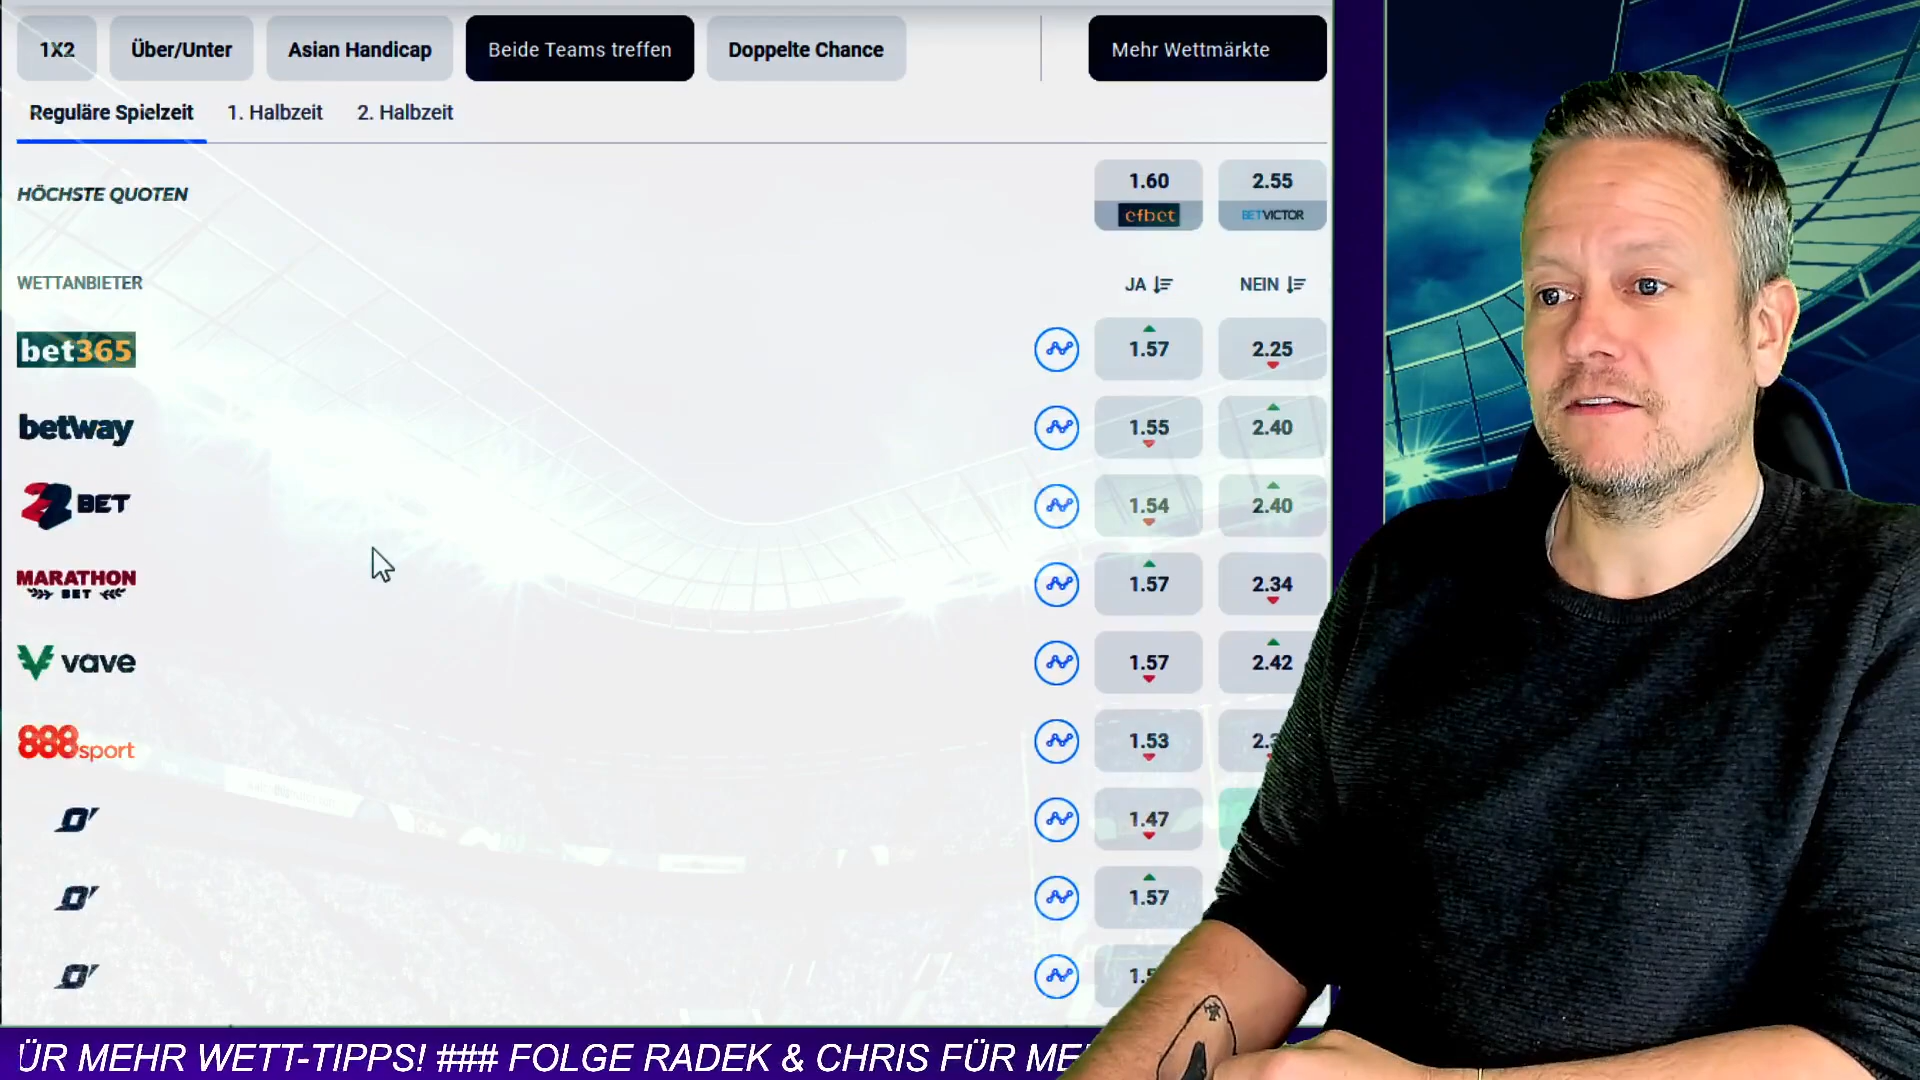 1X2 Über/Unter Asian Handicap Beide Teams treffen Doppelte Chance Mehr Wettmärkte
Reguläre Spielzeit 1. Halbzeit 2. Halbzeit
HÖCHSTE QUOTEN 1.60 2.55
efbet BETVICTOR
WETTANBIETER JA NEIN
bet365 1.57 2.25
betway 1.55 2.40
22BET 1.54 2.40
MARATHON BET 1.57 2.34
vave 1.57 2.42
888sport 1.53
1.47
1.57
ÜR MEHR WETT-TIPPS! ### FOLGE RADEK & CHRIS FÜR